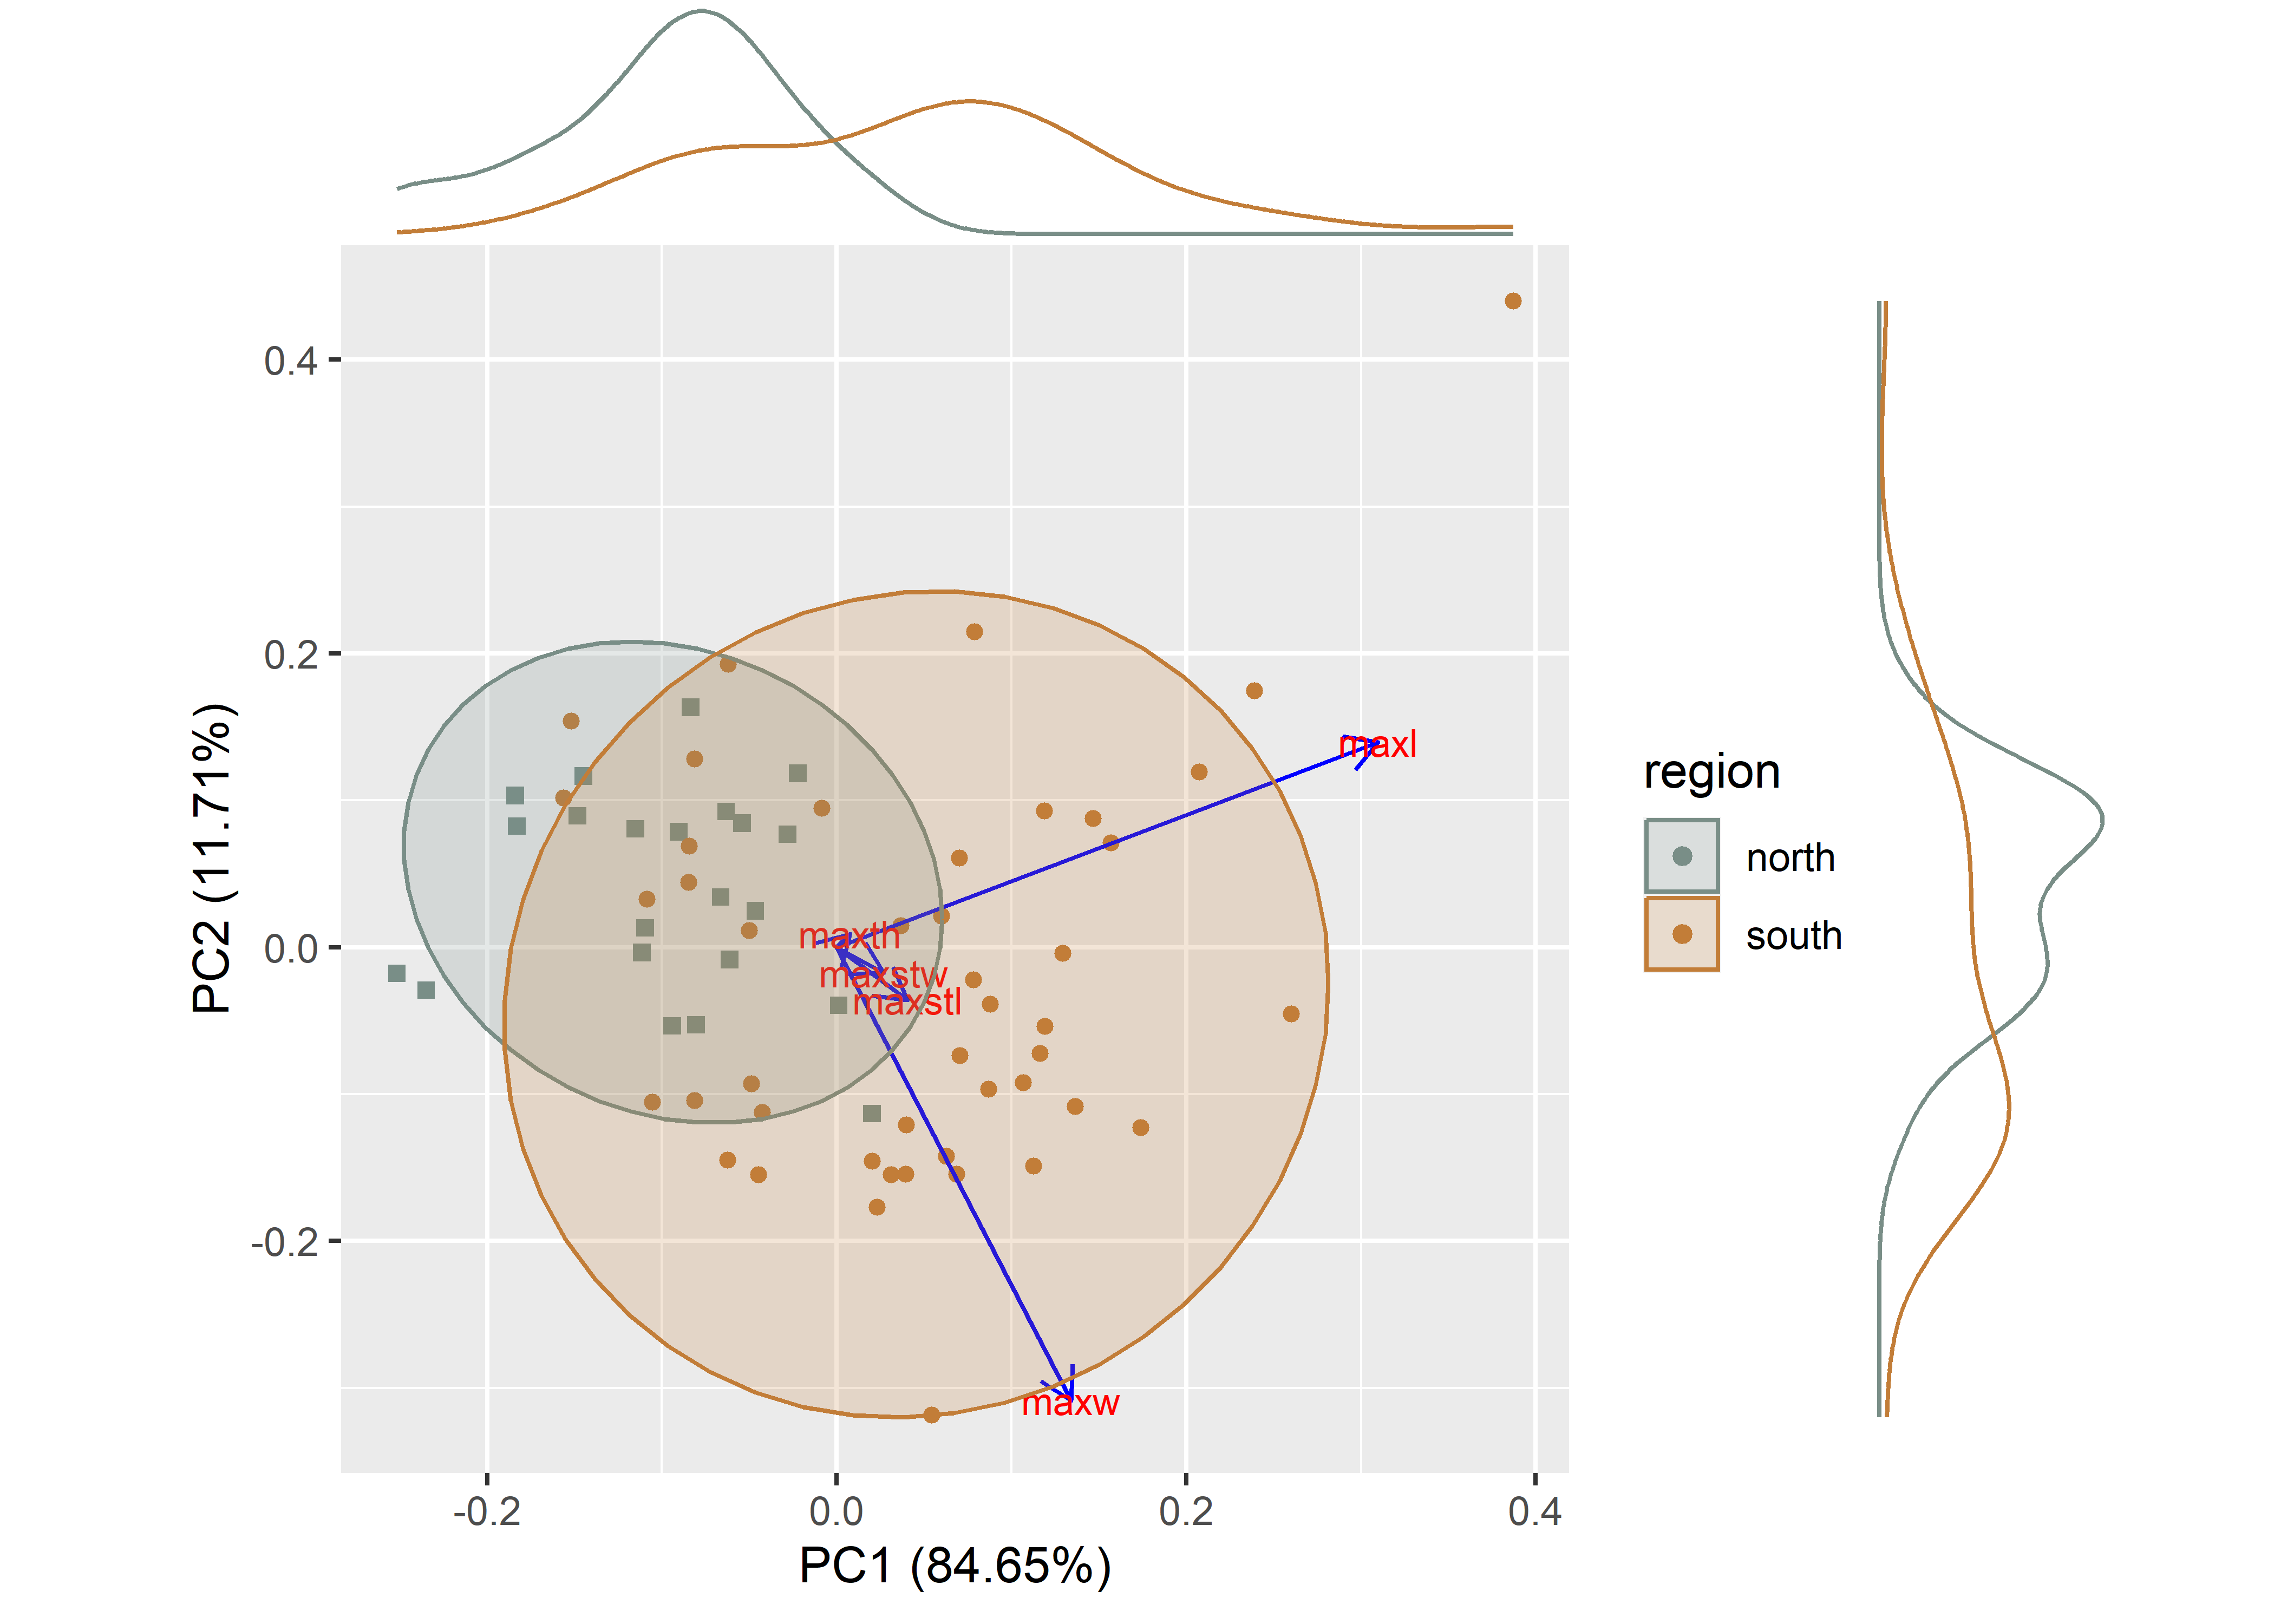 0.4
0.2
0.0
-0.2
PC2 (11.71%)
maxl
maxth
maxstw
maxstl
maxw
-0.2
0.0
0.2
0.4
PC1 (84.65%)
region
north
south